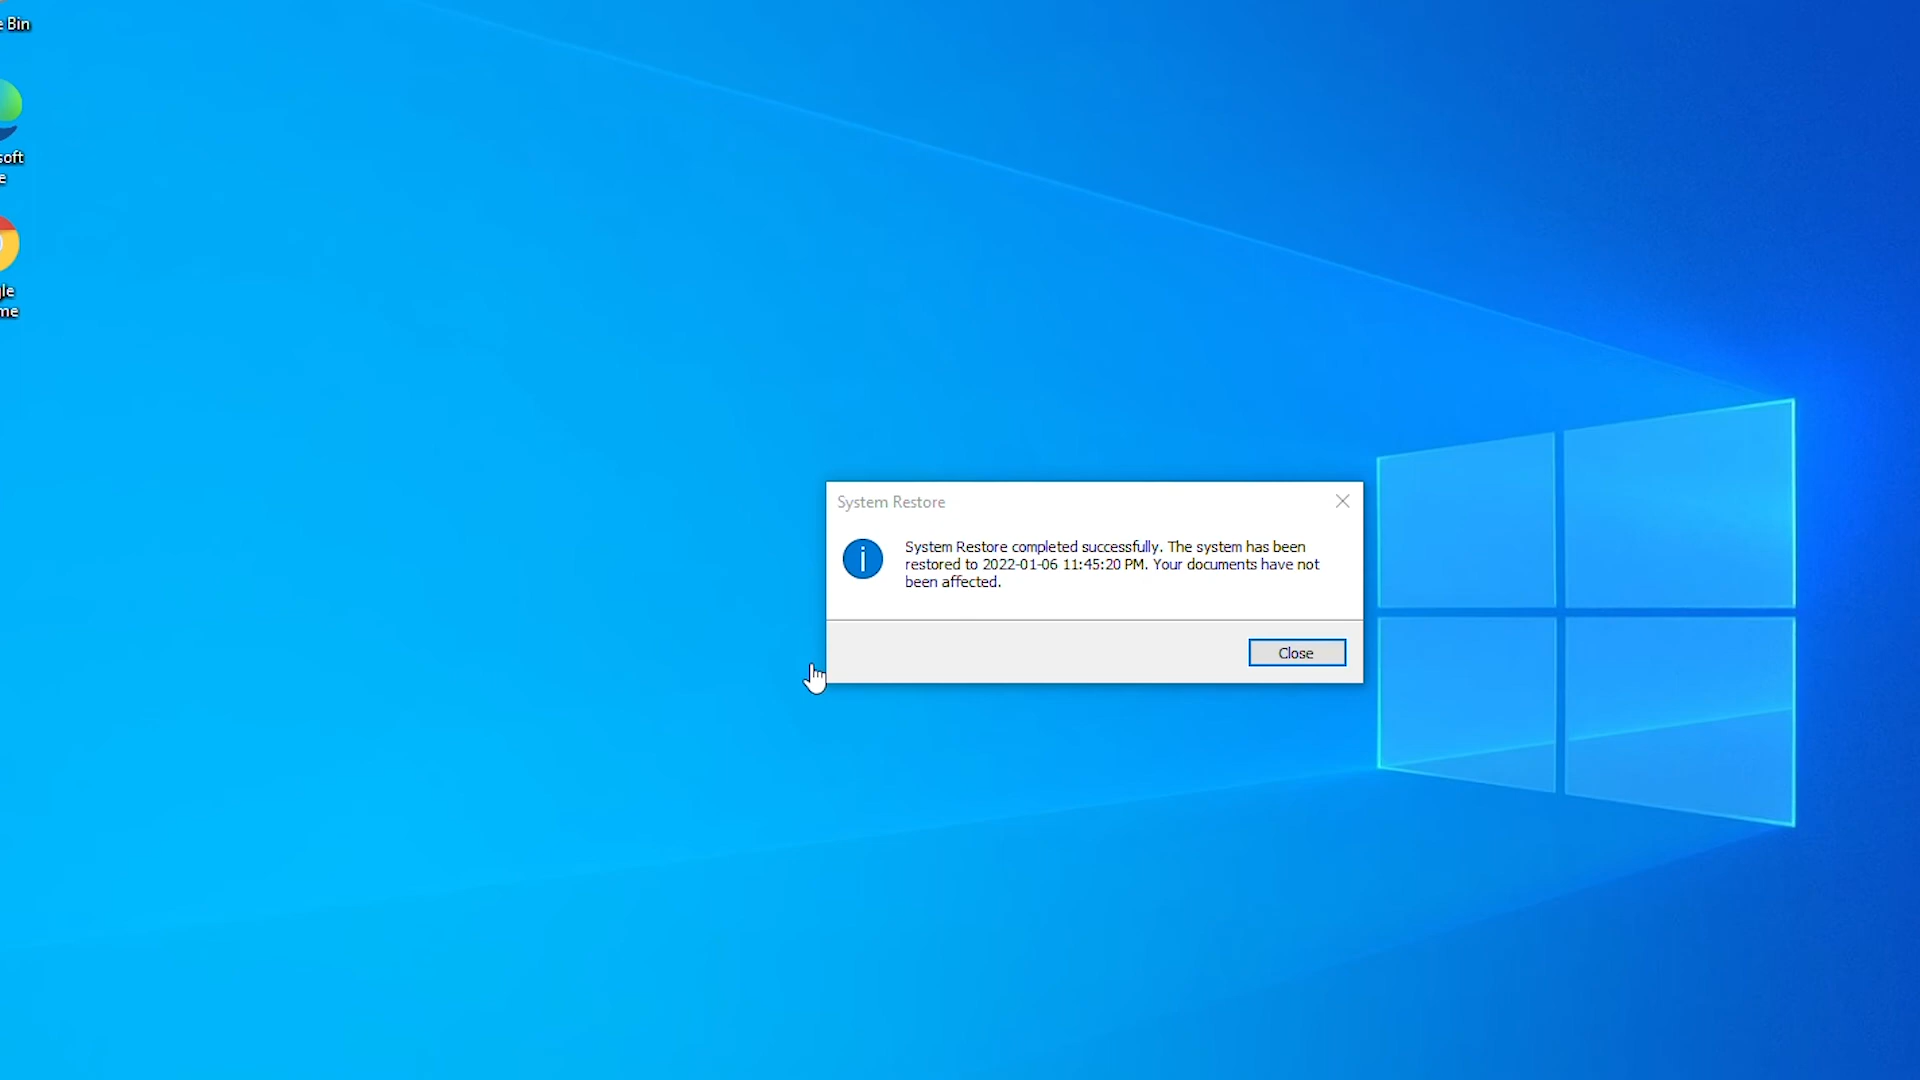 e Bin
soft
e
gle
me
System Restore
System Restore completed successfully. The system has been
restored to 2022-01-06 11:45:20 PM. Your documents have not
been affected.
Close